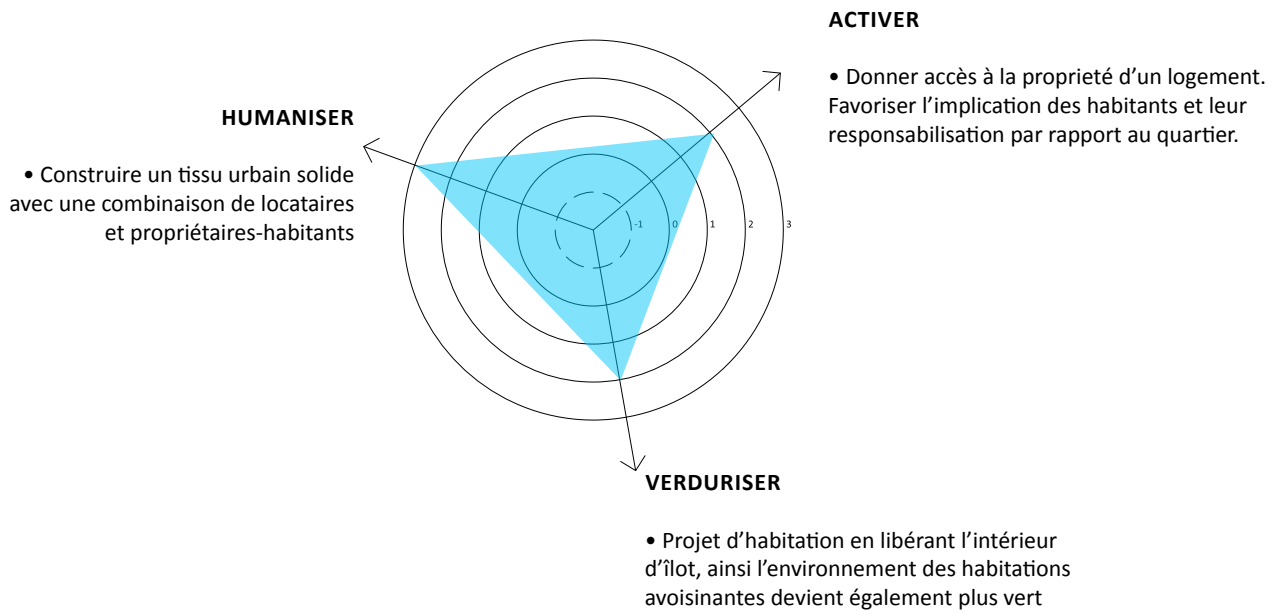 ACTIVER
• Donner accès à la proprieté d’un logement.
Favoriser l’implication des habitants et leur
responsabilisation par rapport au quartier.
HUMANISER
• Construire un tissu urbain solide
avec une combinaison de locataires
et propriétaires-habitants
-1 0 1 2 3
VERDURISER
• Projet d’habitation en libérant l’intérieur
d’îlot, ainsi l’environnement des habitations
avoisinantes devient également plus vert